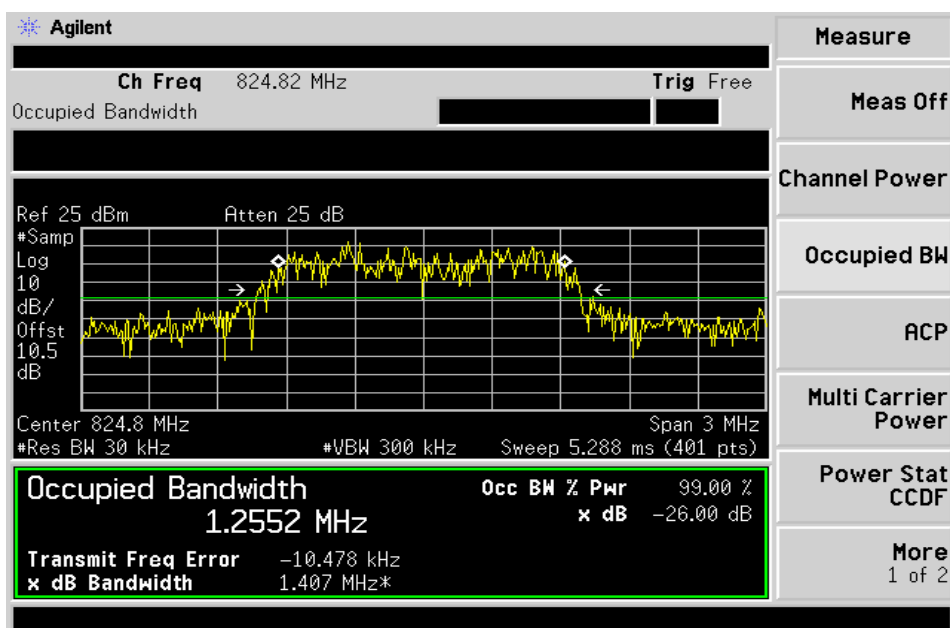 Agilent
Measure
Ch Freq 824.82 MHz Trig Free
Occupied Bandwidth
Meas Off
Channel Power
Occupied BW
ACP
Multi Carrier
Power
Power Stat
CCDF
More
1 of 2
Ref 25 dBm Atten 25 dB
#Samp
Log
10
dB/
Offst
10.5
dB
Center 824.8 MHz Span 3 MHz
#Res BW 30 kHz #VBW 300 kHz Sweep 5.288 ms (401 pts)
Occupied Bandwidth Occ BW % Pwr 99.00 %
1.2552 MHz x dB -26.00 dB
Transmit Freq Error -10.478 kHz
x dB Bandwidth 1.407 MHz*